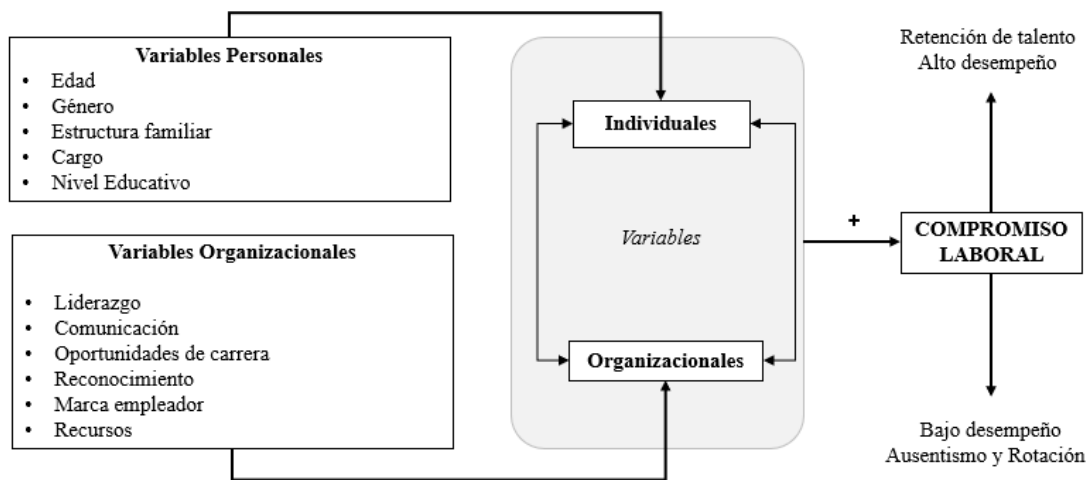 Variables Personales
• Edad
• Género
• Estructura familiar
• Cargo
• Nivel Educativo
Variables Organizacionales
• Liderazgo
• Comunicación
• Oportunidades de carrera
• Reconocimiento
• Marca empleador
• Recursos
Individuales
Variables
Organizacionales
+
COMPROMISO
LABORAL
Retención de talento
Alto desempeño
Bajo desempeño
Ausentismo y Rotación